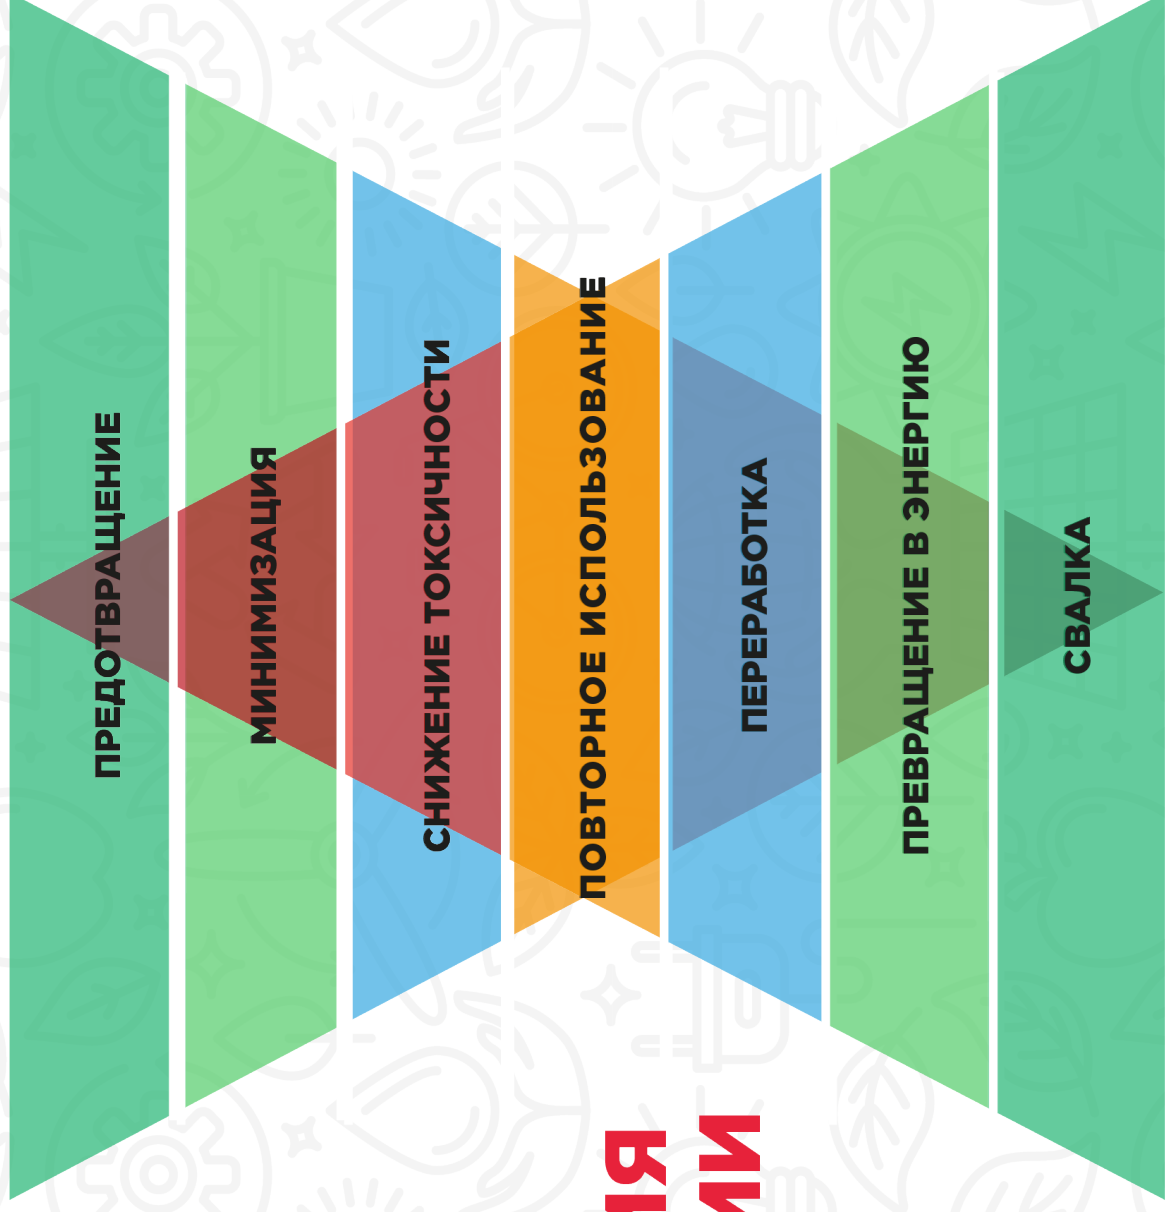 ПРЕДОТВРАЩЕНИЕ
МИНИМИЗАЦИЯ
СНИЖЕНИЕ ТОКСИЧНОСТИ
ПОВТОРНОЕ ИСПОЛЬЗОВАНИЕ
ПЕРЕРАБОТКА
ПРЕВРАЩЕНИЕ В ЭНЕРГИЮ
СВАЛКА